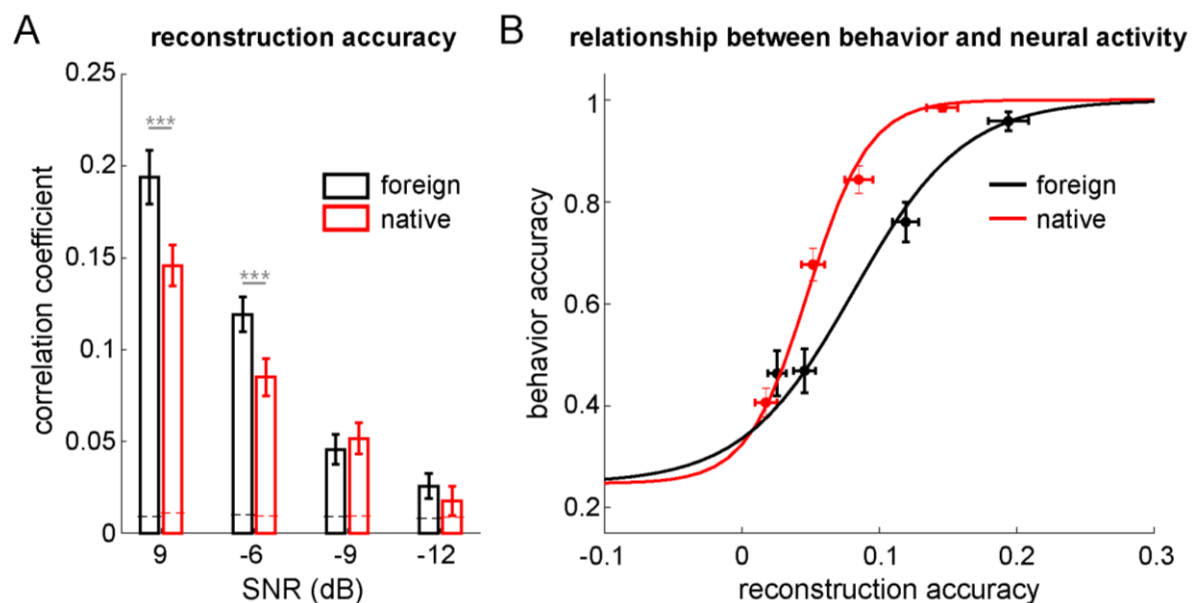 A
reconstruction accuracy
0.25
0.2
0.15
0.1
0.05
0
correlation coefficient
***
***
foreign
native
9
-6
-9
-12
SNR (dB)
B
relationship between behavior and neural activity
1
0.8
0.6
0.4
0.2
behavior accuracy
foreign
native
-0.1
0
0.1
0.2
0.3
reconstruction accuracy